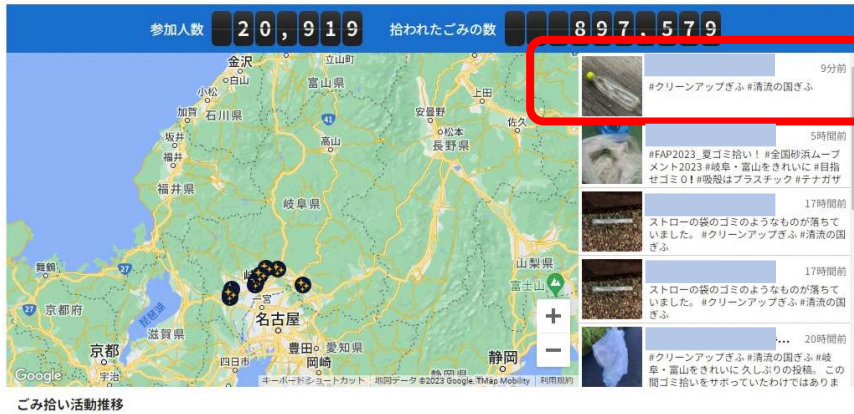 参加人数 20,919 拾われたごみの数 897,579
金沢
白山
小松
加賀
石川県
立山町
富山県
上田
安曇野
佐久
松本
長野県
坂井
福井
41
高山
福井県
岐阜県
舞鶴
27
27
京都府
琵琶湖
滋賀県
京都
宇治
一宮
名古屋
四日市
豊田
愛知県
岡崎
山梨県
富士山
静岡
静岡県
+
−
Google
キーボード ショートカット
地図データ ©2023 Google, TMap Mobility
利用規約
9分前
#クリーンアップぎふ #清流の国ぎふ
5時間前
#FAP2023_夏ゴミ拾い! #全国砂浜ムーブ
メント2023 #岐阜・富山をきれいに #目指
せゴミ0! #吸殻はプラスチック #テナガザ
17時間前
ストローの袋のゴミのようなものが落ちて
いました。 #クリーンアップぎふ #清流の国
ぎふ
17時間前
ストローの袋のゴミのようなものが落ちて
いました。 #クリーンアップぎふ #清流の国
ぎふ
... 20時間前
#クリーンアップぎふ #清流の国ぎふ #岐
阜・富山をきれいに 久しぶりの投稿。 この
間ゴミ拾いをサボっていたわけではありま
ごみ拾い活動推移